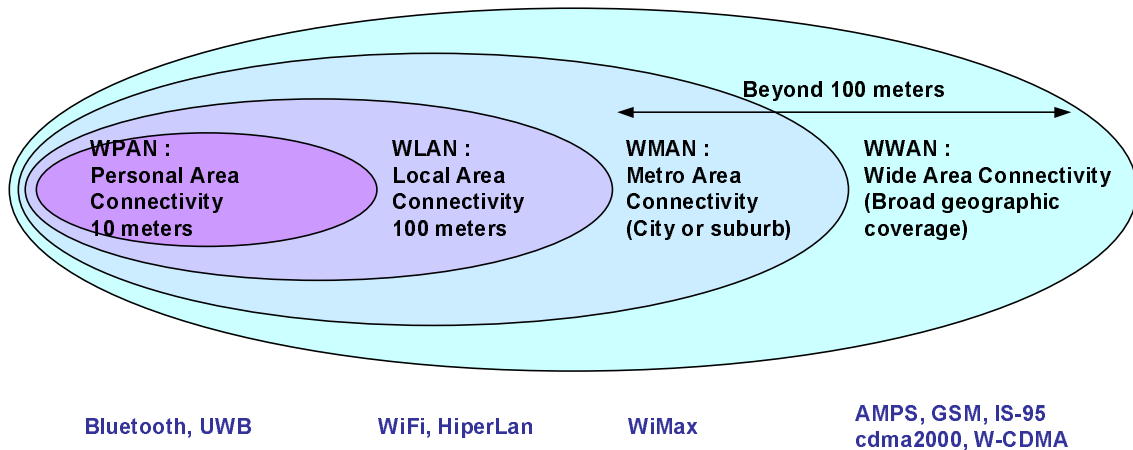 Beyond 100 meters
WPAN :
Personal Area
Connectivity
10 meters
WLAN :
Local Area
Connectivity
100 meters
WMAN :
Metro Area
Connectivity
(City or suburb)
WWAN :
Wide Area Connectivity
(Broad geographic
coverage)
Bluetooth, UWB
WiFi, HiperLan
WiMax
AMPS, GSM, IS-95
cdma2000, W-CDMA